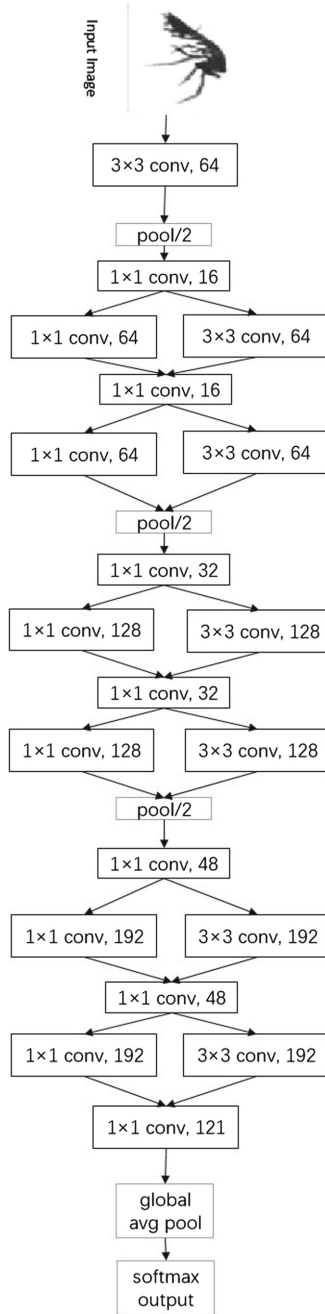 Input Image
3×3 conv, 64
pool/2
1×1 conv, 16
1×1 conv, 64
3×3 conv, 64
1×1 conv, 16
1×1 conv, 64
3×3 conv, 64
pool/2
1×1 conv, 32
1×1 conv, 128
3×3 conv, 128
1×1 conv, 32
1×1 conv, 128
3×3 conv, 128
pool/2
1×1 conv, 48
1×1 conv, 192
3×3 conv, 192
1×1 conv, 48
1×1 conv, 192
3×3 conv, 192
1×1 conv, 121
global
avg pool
softmax
output